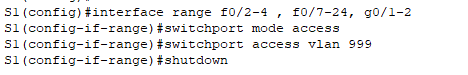 S1(config)#interface range f0/2-4 , f0/7-24, g0/1-2
S1(config-if-range)#switchport mode access
S1(config-if-range)#switchport access vlan 999
S1(config-if-range)#shutdown